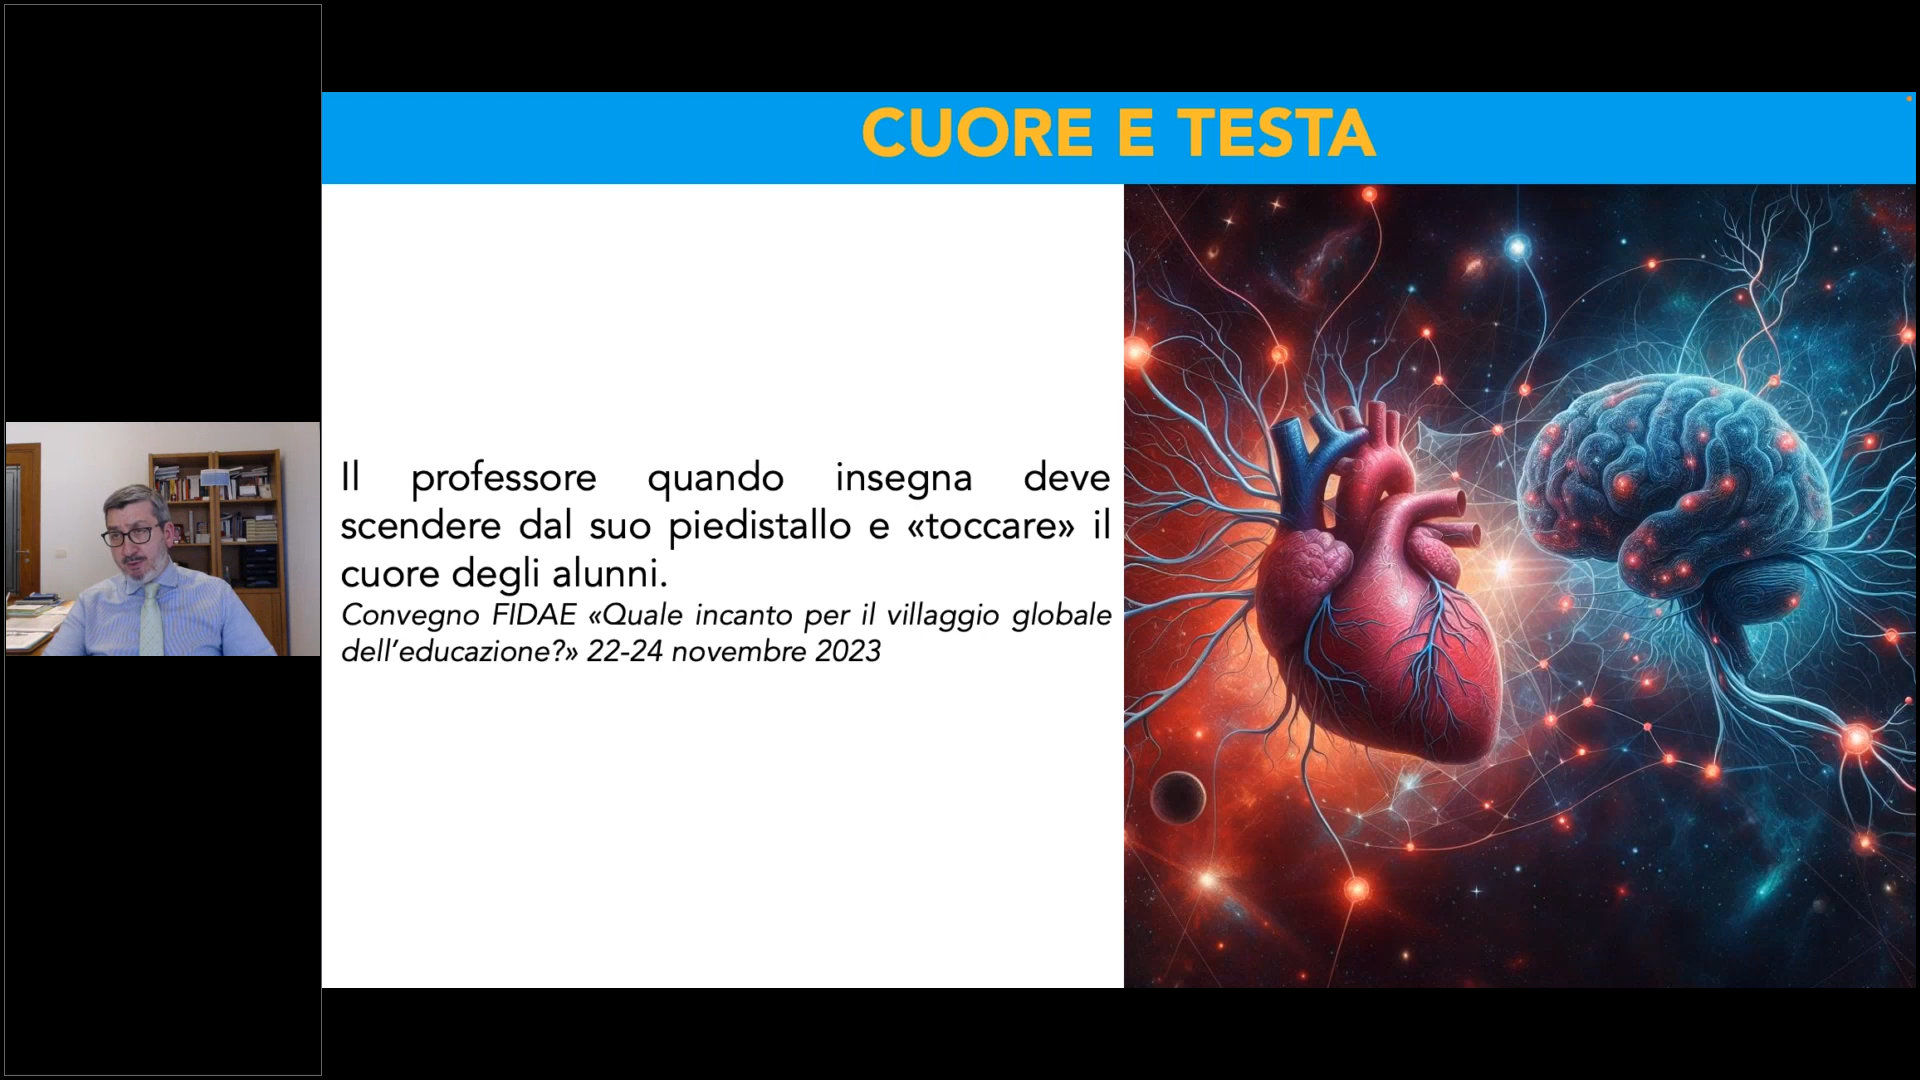 CUORE E TESTA
Il professore quando insegna deve
scendere dal suo piedistallo e «toccare» il
cuore degli alunni.
Convegno FIDAE «Quale incanto per il villaggio globale
dell’educazione?» 22-24 novembre 2023